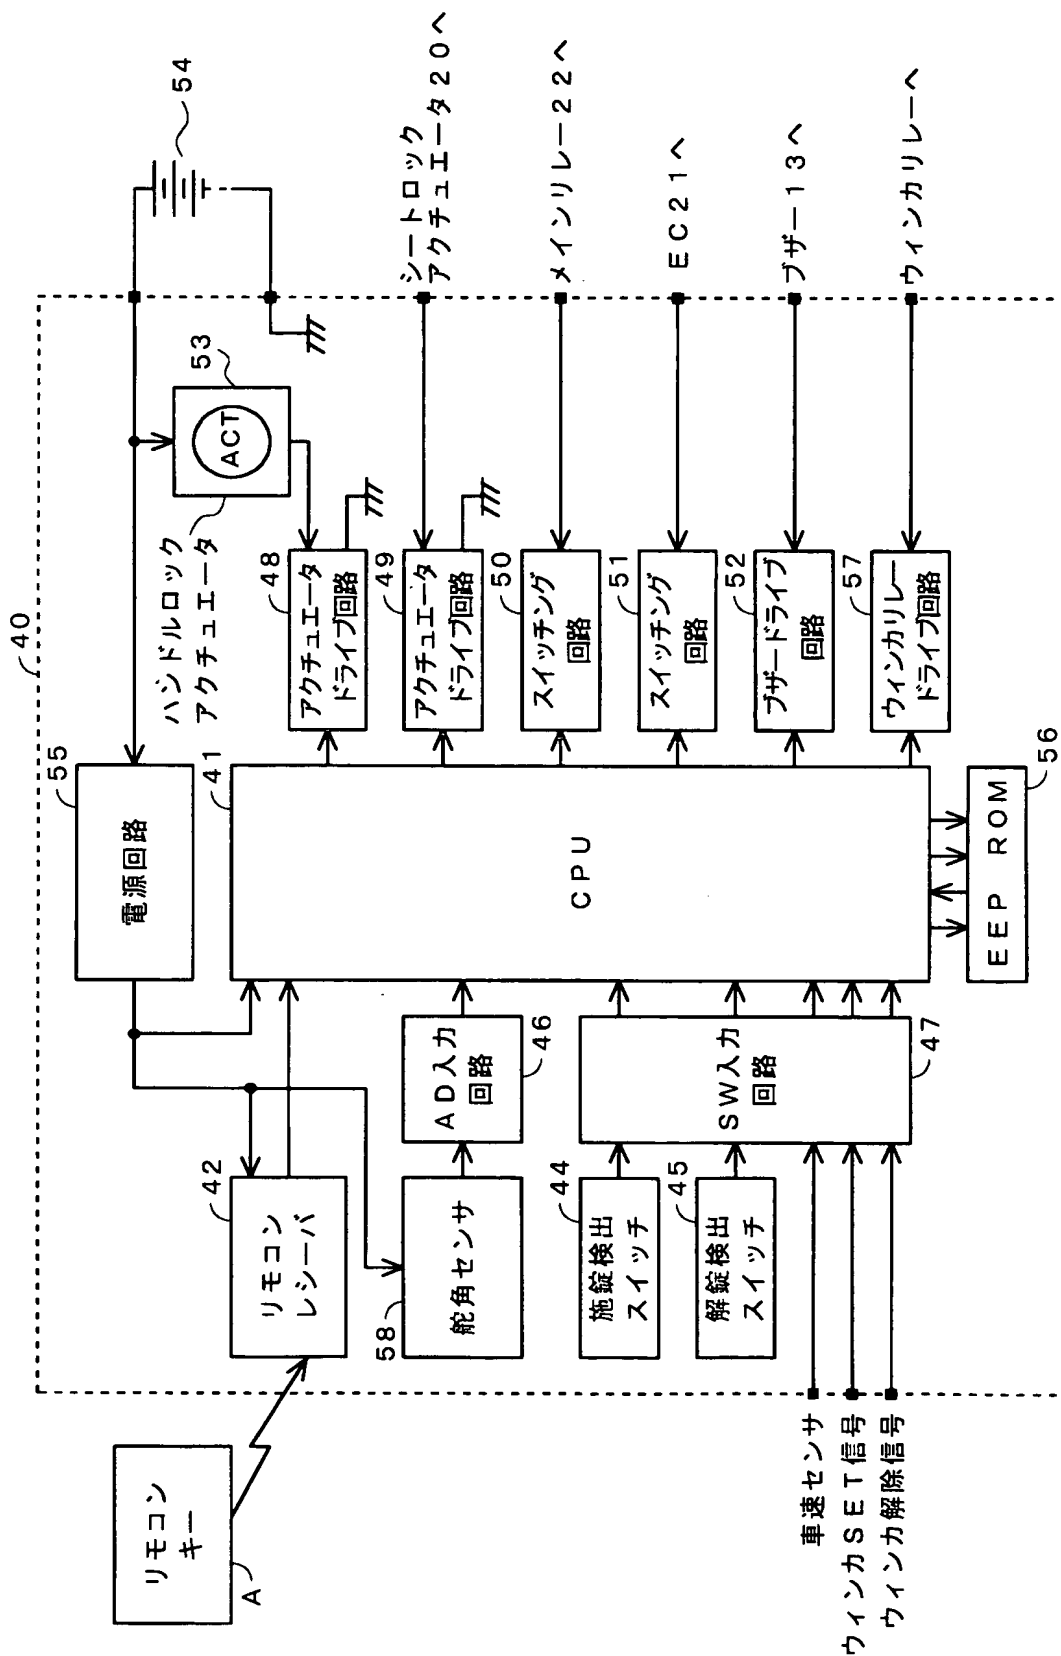 40
リモコン
キー
A
42
リモコン
レシーバ
55
電源回路
54
53
ACT
ハンドルロック
アクチュエータ
41
CPU
58
舵角センサ
AD入力
回路
46
44
施錠検出
スイッチ
45
解錠検出
スイッチ
SW入力
回路
47
車速センサ
ウィンカSET信号
ウィンカ解除信号
48
アクチュエータ
ドライブ回路
49
アクチュエータ
ドライブ回路
50
スイッチング
回路
51
スイッチング
回路
52
ブザードライブ
回路
57
ウィンカリレー
ドライブ回路
シートロック
アクチュエータ20へ
メインリレー22へ
EC21へ
ブザー13へ
ウィンカリレーへ
EEP ROM
56